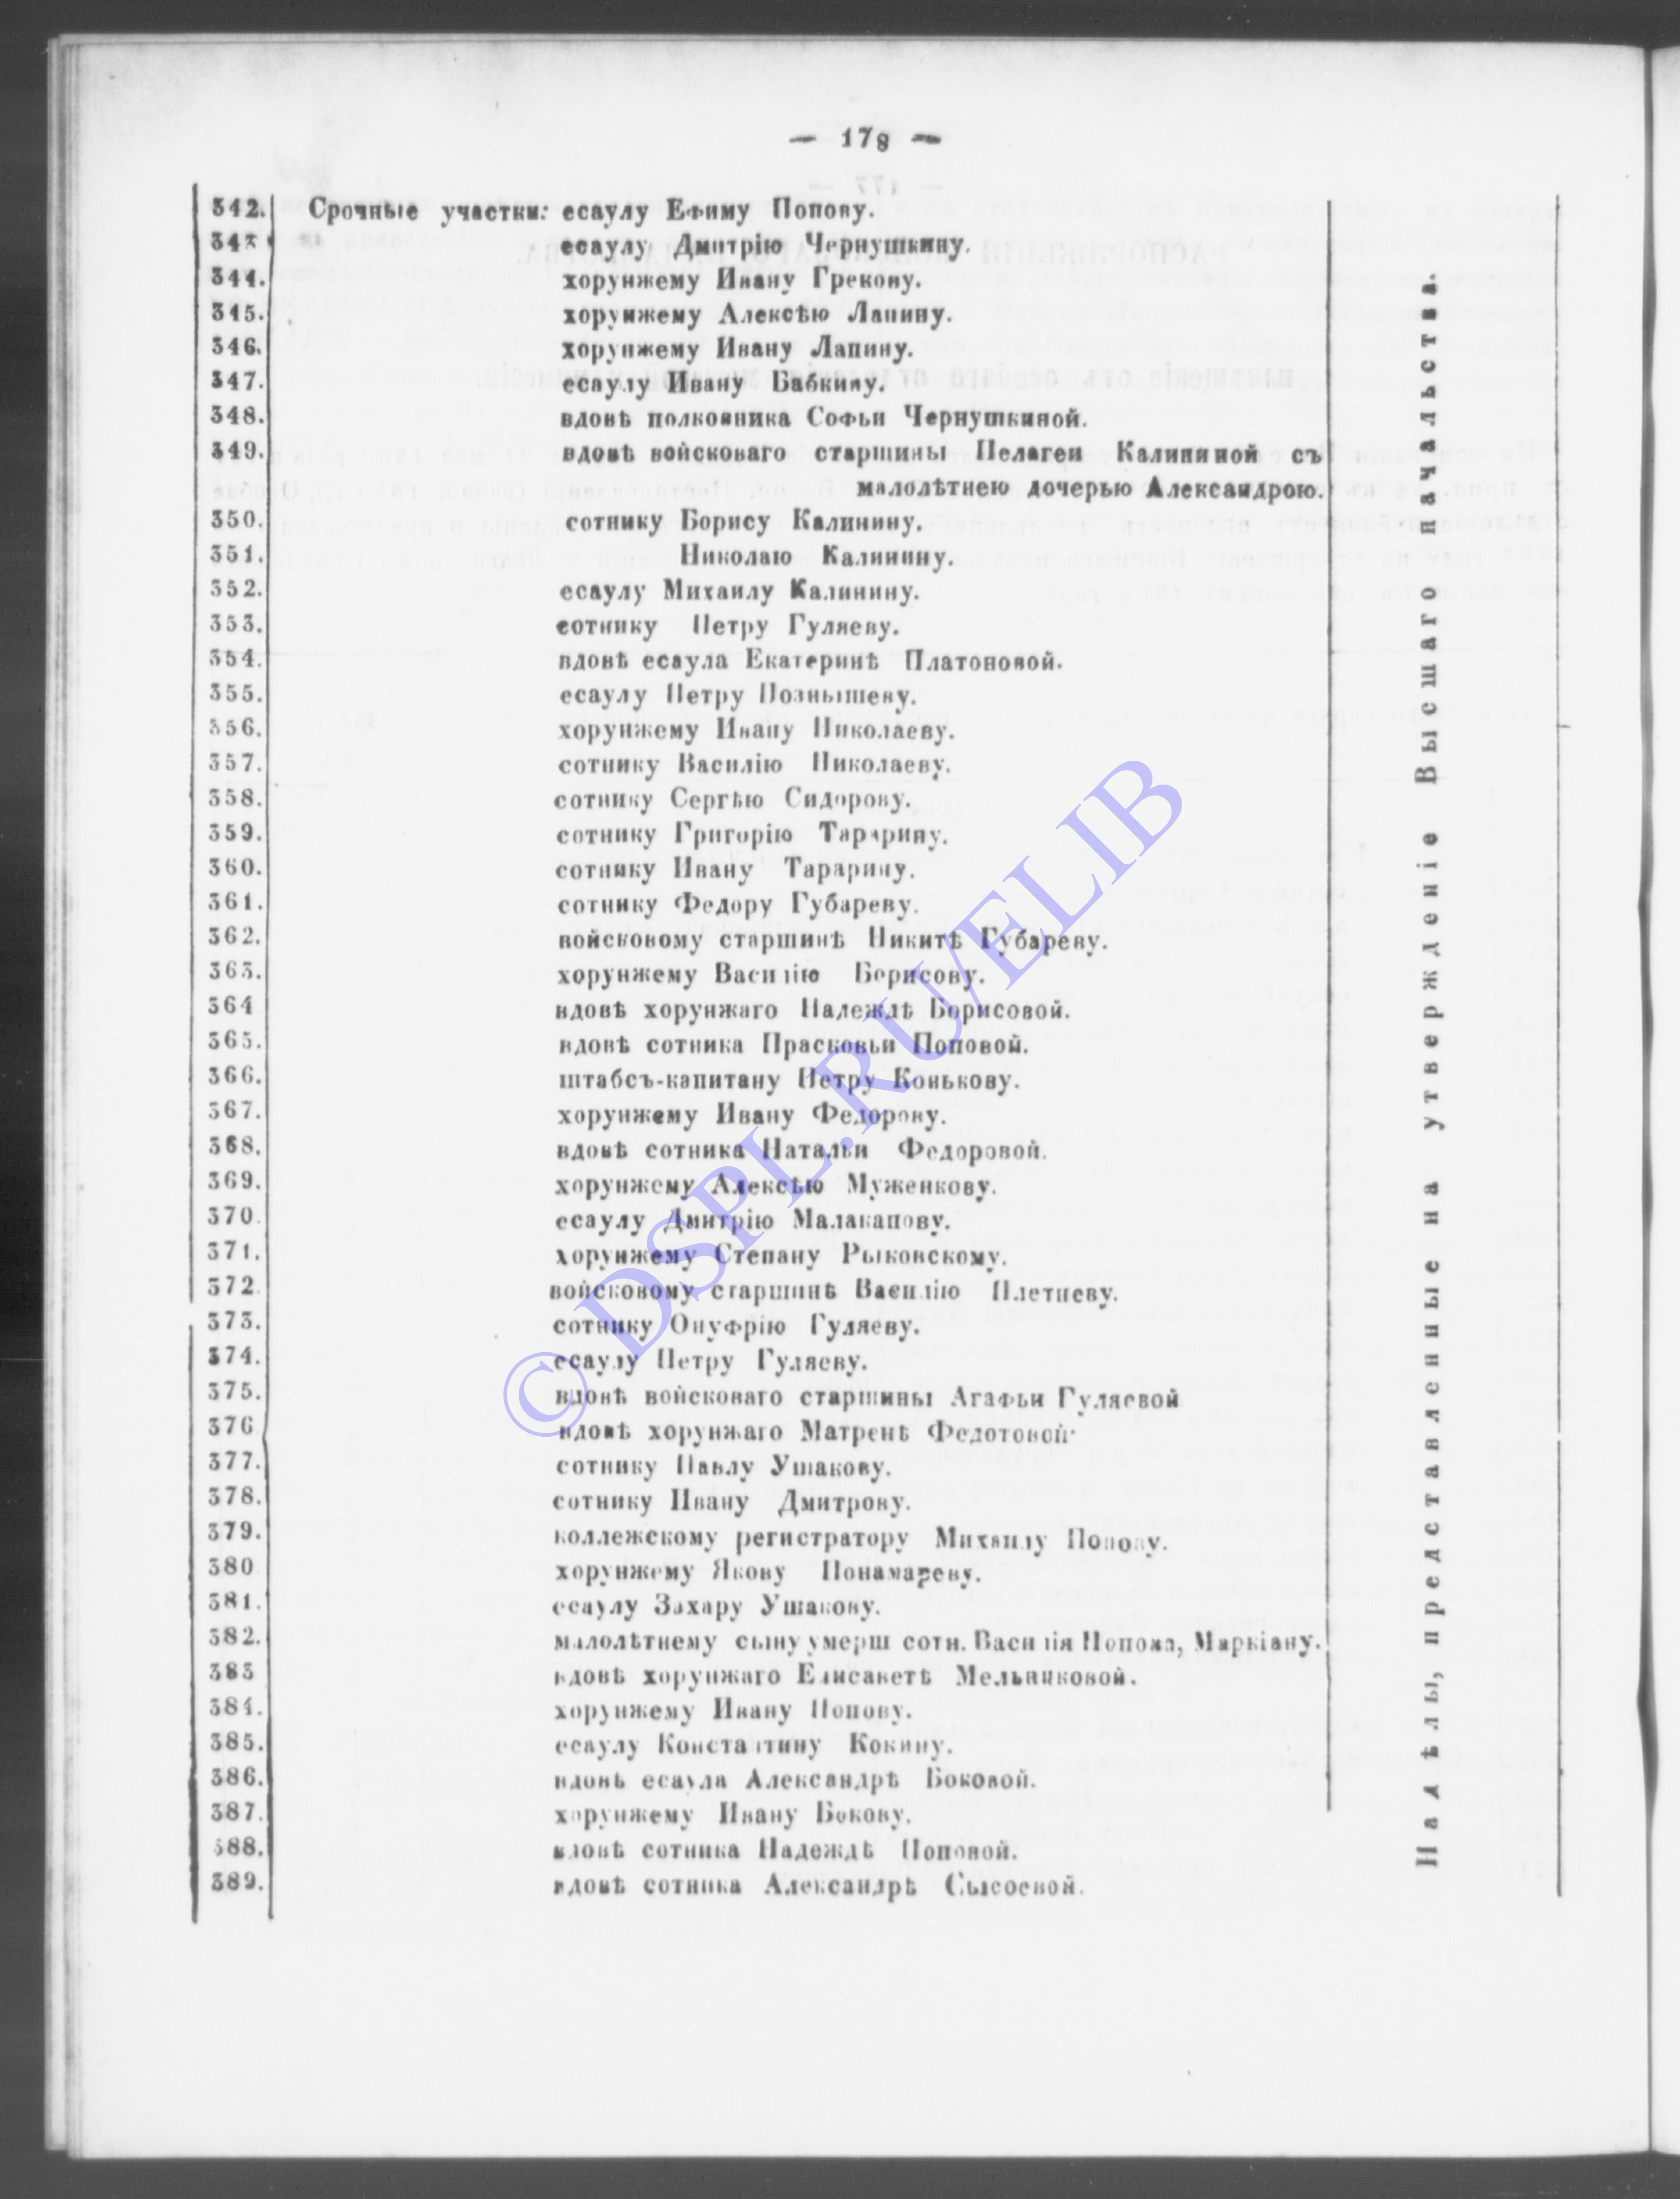 — 178 —
342. Срочные участки: есаулу Ефиму Попову.
343 есаулу Дмитрію Чернушкину.
344. хорунжему Ивану Грекову.
345. хорунжему Алексѣю Лапину.
346. хорунжему Ивану Лапину.
347. есаулу Ивану Бабкину.
348. вдовѣ полковника Софьи Чернушкиной.
349. вдовѣ войсковаго старшины Пелагеи Калининой съ
малолѣтнею дочерью Александрою.
350. сотнику Борису Калинину.
351. Николаю Калинину.
352. есаулу Михаилу Калинину.
353. сотнику Петру Гуляеву.
354. вдовѣ есаула Екатеринѣ Платоновой.
355. есаулу Петру Познышеву.
356. хорунжему Ивану Николаеву.
357. сотнику Василію Николаеву.
358. сотнику Сергѣю Сидорову.
359. сотнику Григорію Тарарину.
360. сотнику Ивану Тарарину.
361. сотнику Федору Губареву.
362. войсковому старшинѣ Никитѣ Губареву.
363. хорунжему Василію Борисову.
364 вдовѣ хорунжаго Надеждѣ Борисовой.
365. вдовѣ сотника Прасковьи Поповой.
366. штабсъ-капитану Петру Конькову.
367. хорунжему Ивану Федорову.
368. вдовѣ сотника Натальи Федоровой.
369. хорунжему Алексѣю Муженкову.
370. есаулу Дмитрію Малаканову.
371. хорунжему Степану Рыковскому.
372. войсковому старшинѣ Василію Плетневу.
373. сотнику Онуфрію Гуляеву.
374. есаулу Петру Гуляеву.
375. вдовѣ войсковаго старшины Агафьи Гуляевой
376 вдовѣ хорунжаго Матренѣ Федотовой
377. сотнику Павлу Ушакову.
378. сотнику Ивану Дмитрову.
379. коллежскому регистратору Михаилу Попову.
380 хорунжему Якову Понамареву.
381. есаулу Захару Ушакову.
382. малолѣтнему сыну умерш сотн. Василія Попова, Маркіану.
383 вдовѣ хорунжаго Елисаветѣ Мельниковой.
384. хорунжему Ивану Попову.
385. есаулу Константину Кокину.
386. вдовѣ есаула Александрѣ Боковой.
387. хорунжему Ивану Бокову.
388. вдовѣ сотника Надеждѣ Поповой.
389. вдовѣ сотника Александрѣ Сысоевой.
Надѣлы, представленные на утвержденіе Высшаго начальства.
© DSPL.RU/ELIB